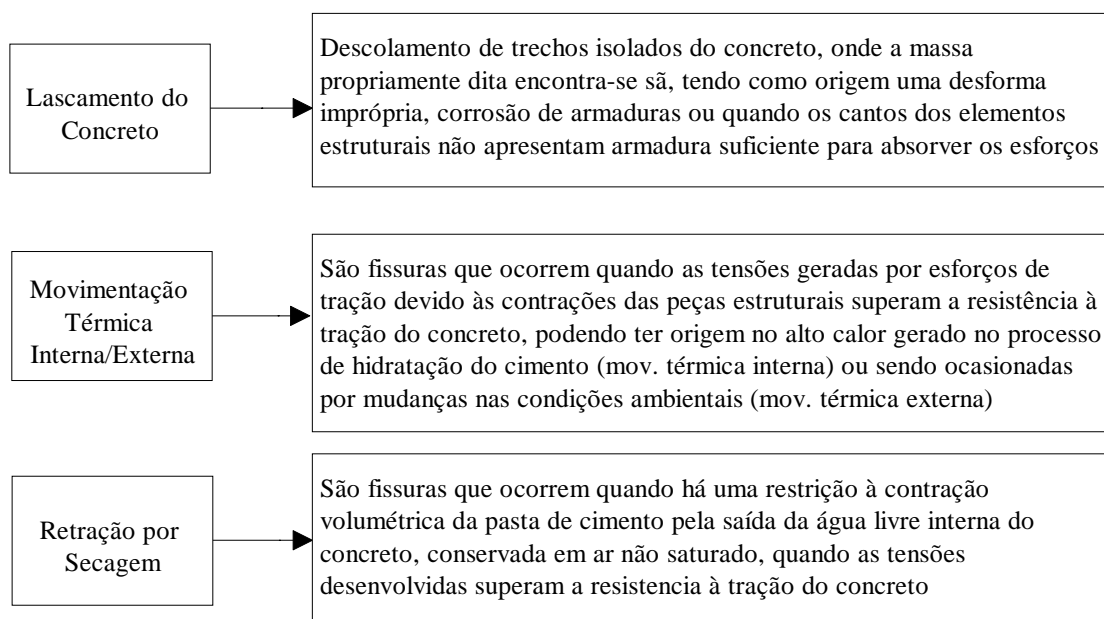 Lascamento do
Concreto
Descolamento de trechos isolados do concreto, onde a massa
propriamente dita encontra-se sã, tendo como origem uma desforma
imprópria, corrosão de armaduras ou quando os cantos dos elementos
estruturais não apresentam armadura suficiente para absorver os esforços
Movimentação
Térmica
Interna/Externa
São fissuras que ocorrem quando as tensões geradas por esforços de
tração devido às contrações das peças estruturais superam a resistência à
tração do concreto, podendo ter origem no alto calor gerado no processo
de hidratação do cimento (mov. térmica interna) ou sendo ocasionadas
por mudanças nas condições ambientais (mov. térmica externa)
Retração por
Secagem
São fissuras que ocorrem quando há uma restrição à contração
volumétrica da pasta de cimento pela saída da água livre interna do
concreto, conservada em ar não saturado, quando as tensões
desenvolvidas superam a resistencia à tração do concreto